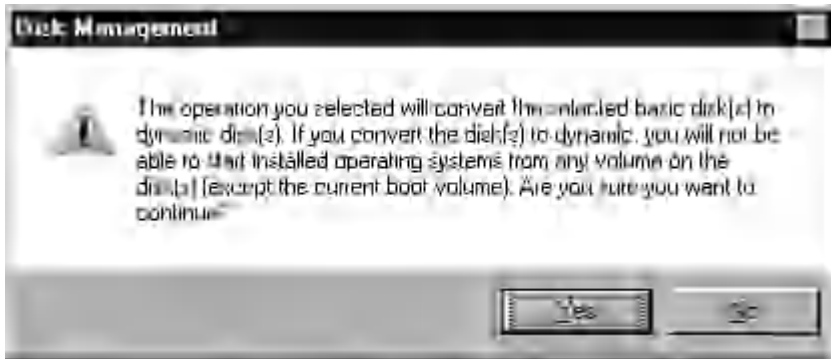 Disk Management
The operation you selected will convert the selected basic disk(s) to
dynamic disk(s). If you convert the disk(s) to dynamic, you will not be
able to start installed operating systems from any volume on the
disk(s) (except the current boot volume). Are you sure you want to
continue?
Yes
No